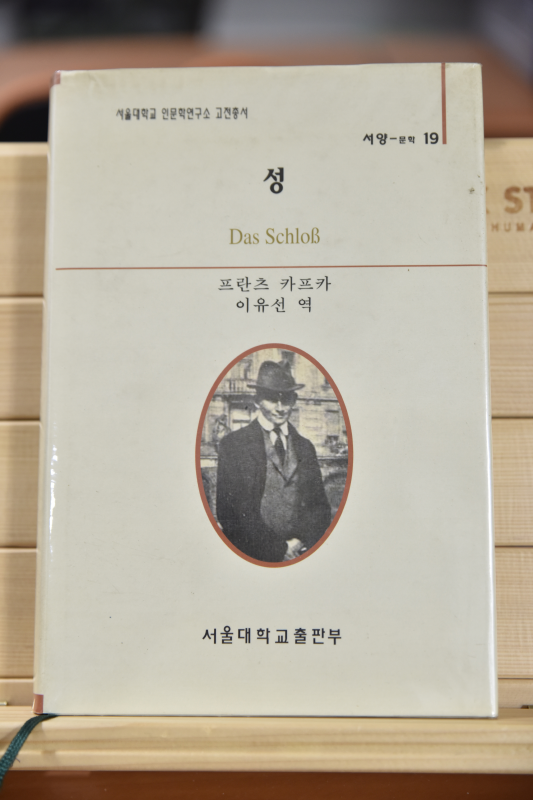 서울대학교 인문학연구소 고전총서
서양-문학 19
성
Das Schloß
프란츠 카프카
이유선 역
서울대학교출판부
ST
HUMA